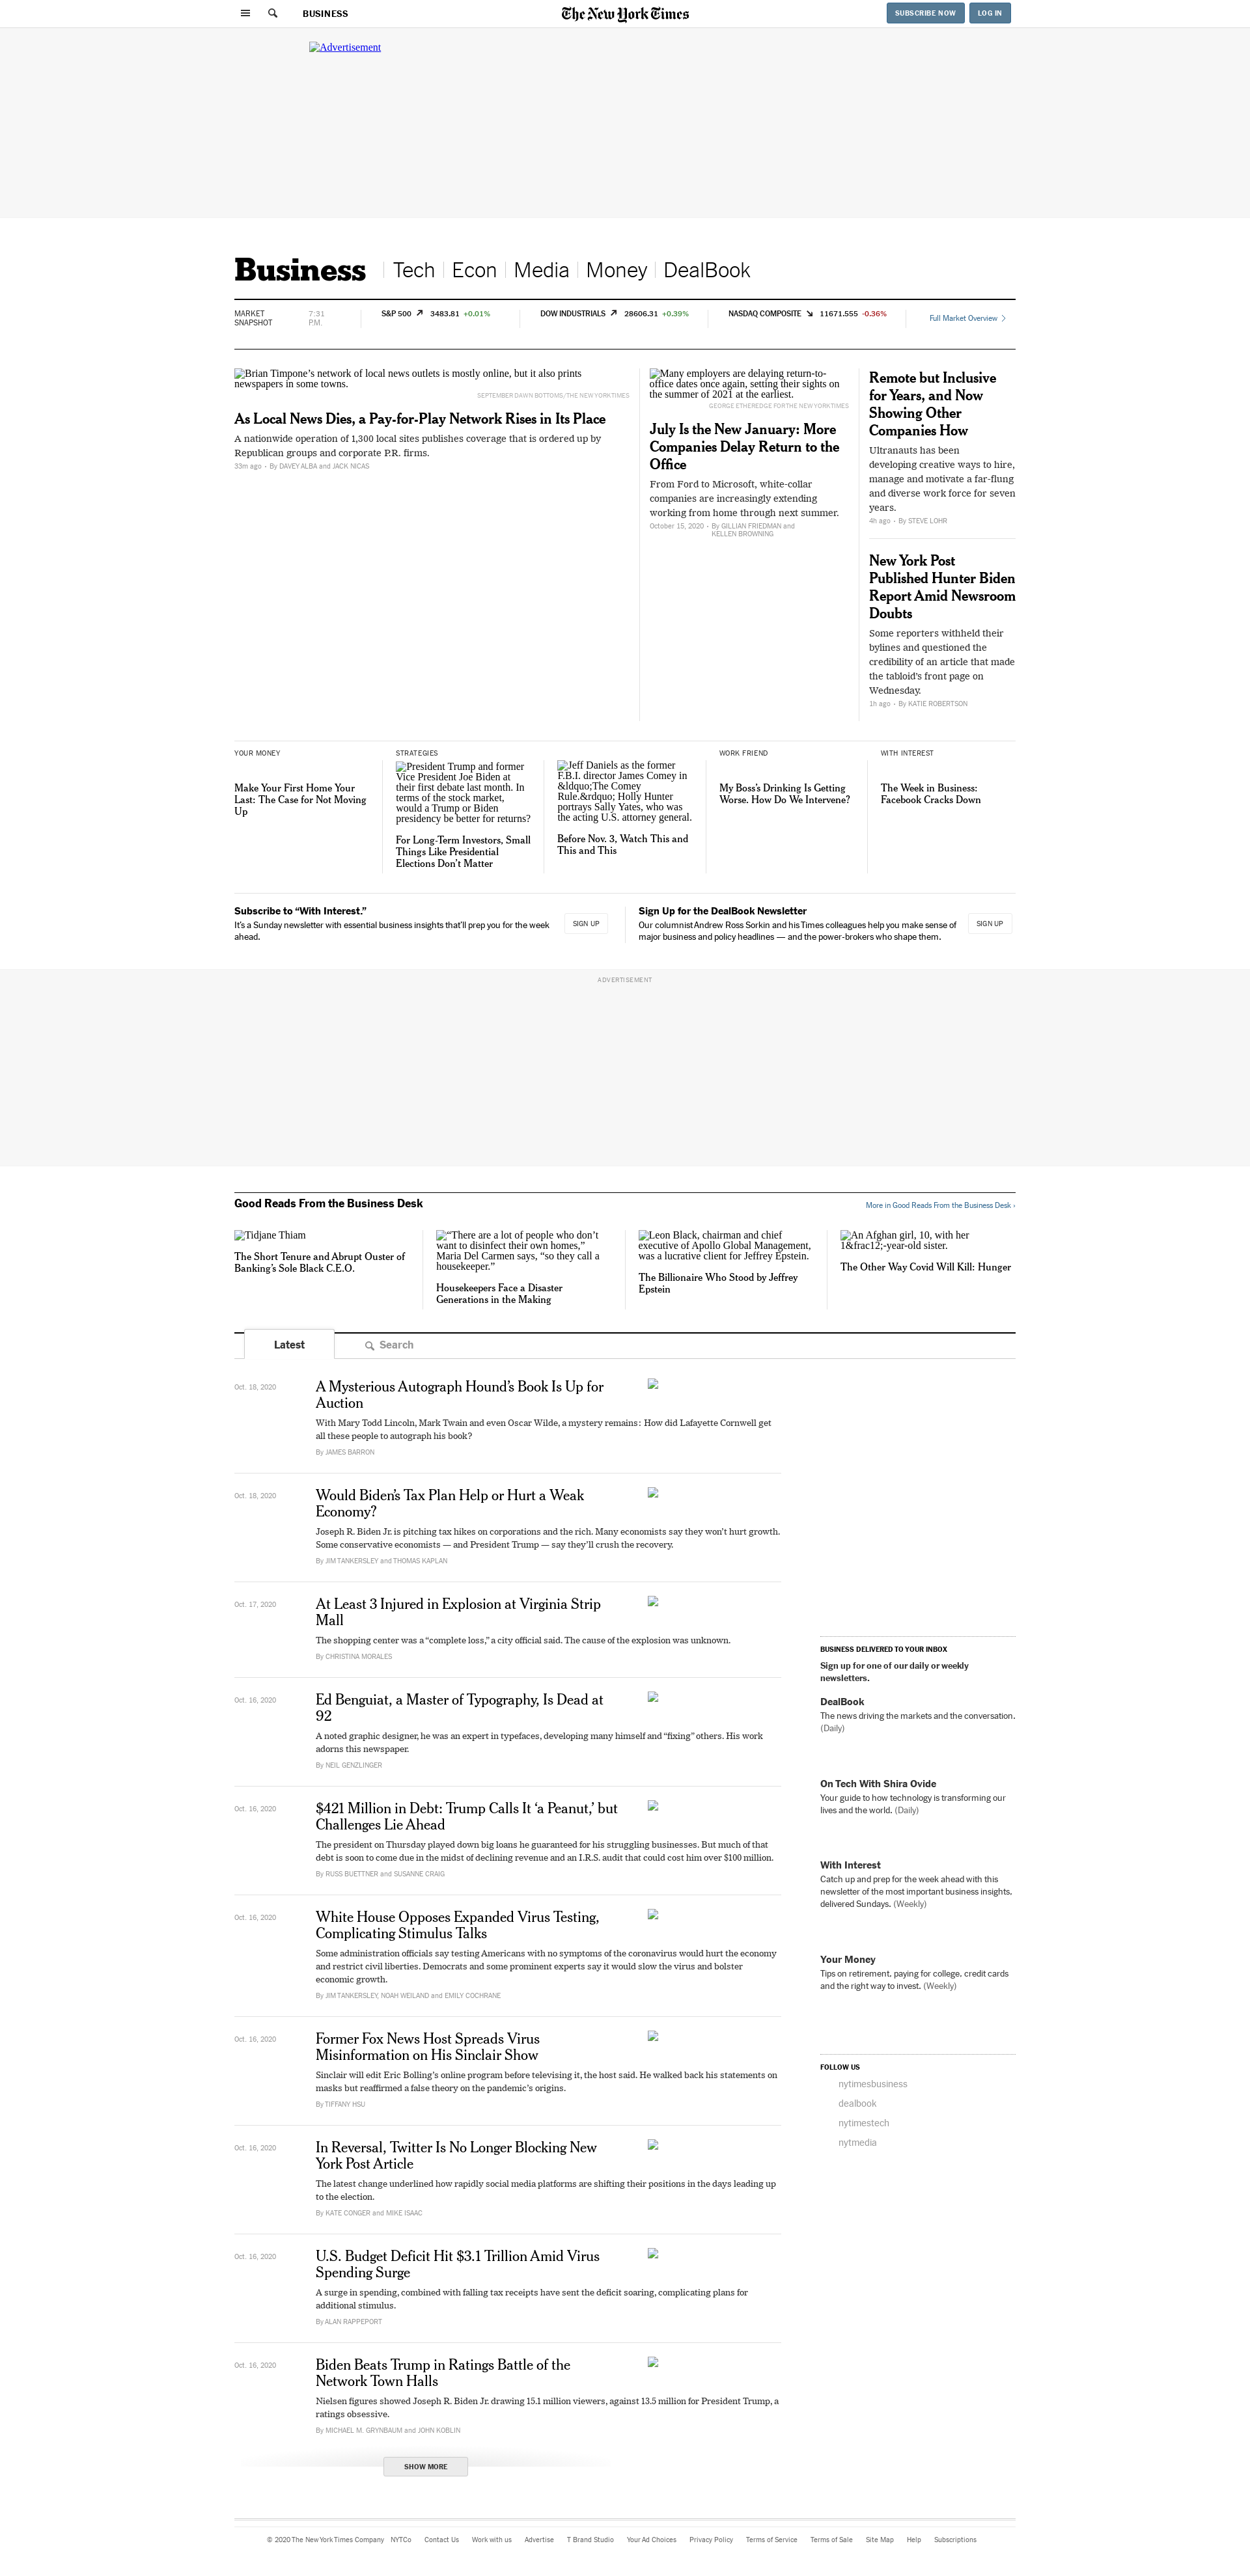 BUSINESS
The New York Times
SUBSCRIBE NOW
LOG IN
Advertisement
Business
Tech
Econ
Media
Money
DealBook
MARKET
SNAPSHOT
7:31
P.M.
S&P 500 3483.81 +0.01%
DOW INDUSTRIALS 28606.31 +0.39%
NASDAQ COMPOSITE 11671.555 -0.36%
Full Market Overview
Brian Timpone’s network of local news outlets is mostly online, but it also prints
newspapers in some towns.
SEPTEMBER DAWN BOTTOMS/THE NEW YORK TIMES
As Local News Dies, a Pay-for-Play Network Rises in Its Place
A nationwide operation of 1,300 local sites publishes coverage that is ordered up by
Republican groups and corporate P.R. firms.
33m ago • By DAVEY ALBA and JACK NICAS
Many employers are delaying return-to-
office dates once again, setting their sights on
the summer of 2021 at the earliest.
GEORGE ETHEREDGE FOR THE NEW YORK TIMES
July Is the New January: More
Companies Delay Return to the
Office
From Ford to Microsoft, white-collar
companies are increasingly extending
working from home through next summer.
October 15, 2020 • By GILLIAN FRIEDMAN and
KELLEN BROWNING
Remote but Inclusive
for Years, and Now
Showing Other
Companies How
Ultranauts has been
developing creative ways to hire,
manage and motivate a far-flung
and diverse work force for seven
years.
4h ago • By STEVE LOHR
New York Post
Published Hunter Biden
Report Amid Newsroom
Doubts
Some reporters withheld their
bylines and questioned the
credibility of an article that made
the tabloid’s front page on
Wednesday.
1h ago • By KATIE ROBERTSON
YOUR MONEY
Make Your First Home Your
Last: The Case for Not Moving
Up
STRATEGIES
President Trump and former
Vice President Joe Biden at
their first debate last month. In
terms of the stock market,
would a Trump or Biden
presidency be better for returns?
For Long-Term Investors, Small
Things Like Presidential
Elections Don’t Matter
Jeff Daniels as the former
F.B.I. director James Comey in
&ldquo;The Comey
Rule.&rdquo; Holly Hunter
portrays Sally Yates, who was
the acting U.S. attorney general.
Before Nov. 3, Watch This and
This and This
WORK FRIEND
My Boss’s Drinking Is Getting
Worse. How Do We Intervene?
WITH INTEREST
The Week in Business:
Facebook Cracks Down
Subscribe to “With Interest.”
It’s a Sunday newsletter with essential business insights that’ll prep you for the week
ahead.
SIGN UP
Sign Up for the DealBook Newsletter
Our columnist Andrew Ross Sorkin and his Times colleagues help you make sense of
major business and policy headlines — and the power-brokers who shape them.
SIGN UP
ADVERTISEMENT
Good Reads From the Business Desk
More in Good Reads From the Business Desk ›
Tidjane Thiam
The Short Tenure and Abrupt Ouster of
Banking’s Sole Black C.E.O.
“There are a lot of people who don’t
want to disinfect their own homes,”
Maria Del Carmen says, “so they call a
housekeeper.”
Housekeepers Face a Disaster
Generations in the Making
Leon Black, chairman and chief
executive of Apollo Global Management,
was a lucrative client for Jeffrey Epstein.
The Billionaire Who Stood by Jeffrey
Epstein
An Afghan girl, 10, with her
1&frac12;-year-old sister.
The Other Way Covid Will Kill: Hunger
Latest
Search
Oct. 18, 2020
A Mysterious Autograph Hound’s Book Is Up for
Auction
With Mary Todd Lincoln, Mark Twain and even Oscar Wilde, a mystery remains: How did Lafayette Cornwell get
all these people to autograph his book?
By JAMES BARRON
Oct. 18, 2020
Would Biden’s Tax Plan Help or Hurt a Weak
Economy?
Joseph R. Biden Jr. is pitching tax hikes on corporations and the rich. Many economists say they won’t hurt growth.
Some conservative economists — and President Trump — say they’ll crush the recovery.
By JIM TANKERSLEY and THOMAS KAPLAN
Oct. 17, 2020
At Least 3 Injured in Explosion at Virginia Strip
Mall
The shopping center was a “complete loss,” a city official said. The cause of the explosion was unknown.
By CHRISTINA MORALES
Oct. 16, 2020
Ed Benguiat, a Master of Typography, Is Dead at
92
A noted graphic designer, he was an expert in typefaces, developing many himself and “fixing” others. His work
adorns this newspaper.
By NEIL GENZLINGER
Oct. 16, 2020
$421 Million in Debt: Trump Calls It ‘a Peanut,’ but
Challenges Lie Ahead
The president on Thursday played down big loans he guaranteed for his struggling businesses. But much of that
debt is soon to come due in the midst of declining revenue and an I.R.S. audit that could cost him over $100 million.
By RUSS BUETTNER and SUSANNE CRAIG
Oct. 16, 2020
White House Opposes Expanded Virus Testing,
Complicating Stimulus Talks
Some administration officials say testing Americans with no symptoms of the coronavirus would hurt the economy
and restrict civil liberties. Democrats and some prominent experts say it would slow the virus and bolster
economic growth.
By JIM TANKERSLEY, NOAH WEILAND and EMILY COCHRANE
Oct. 16, 2020
Former Fox News Host Spreads Virus
Misinformation on His Sinclair Show
Sinclair will edit Eric Bolling’s online program before televising it, the host said. He walked back his statements on
masks but reaffirmed a false theory on the pandemic’s origins.
By TIFFANY HSU
Oct. 16, 2020
In Reversal, Twitter Is No Longer Blocking New
York Post Article
The latest change underlined how rapidly social media platforms are shifting their positions in the days leading up
to the election.
By KATE CONGER and MIKE ISAAC
Oct. 16, 2020
U.S. Budget Deficit Hit $3.1 Trillion Amid Virus
Spending Surge
A surge in spending, combined with falling tax receipts have sent the deficit soaring, complicating plans for
additional stimulus.
By ALAN RAPPEPORT
Oct. 16, 2020
Biden Beats Trump in Ratings Battle of the
Network Town Halls
Nielsen figures showed Joseph R. Biden Jr. drawing 15.1 million viewers, against 13.5 million for President Trump, a
ratings obsessive.
By MICHAEL M. GRYNBAUM and JOHN KOBLIN
SHOW MORE
BUSINESS DELIVERED TO YOUR INBOX
Sign up for one of our daily or weekly
newsletters.
DealBook
The news driving the markets and the conversation.
(Daily)
On Tech With Shira Ovide
Your guide to how technology is transforming our
lives and the world. (Daily)
With Interest
Catch up and prep for the week ahead with this
newsletter of the most important business insights,
delivered Sundays. (Weekly)
Your Money
Tips on retirement, paying for college, credit cards
and the right way to invest. (Weekly)
FOLLOW US
nytimesbusiness
dealbook
nytimestech
nytmedia
© 2020 The New York Times Company NYTCo Contact Us Work with us Advertise T Brand Studio Your Ad Choices Privacy Policy Terms of Service Terms of Sale Site Map Help Subscriptions